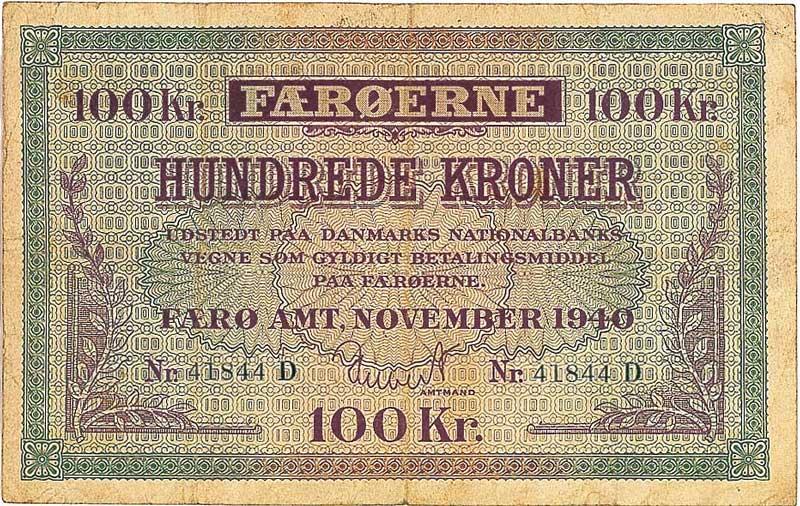 100 Kr. FÆRØERNE 100 Kr.
HUNDREDE KRONER
UDSTEDT PAA DANMARKS NATIONALBANKS
VEGNE SOM GYLDIGT BETALINGSMIDDEL
PAA FÆRØERNE.
FÆRØ AMT, NOVEMBER 1940
Nr. 41844 D Nr. 41844 D
AMTMAND
100 Kr.